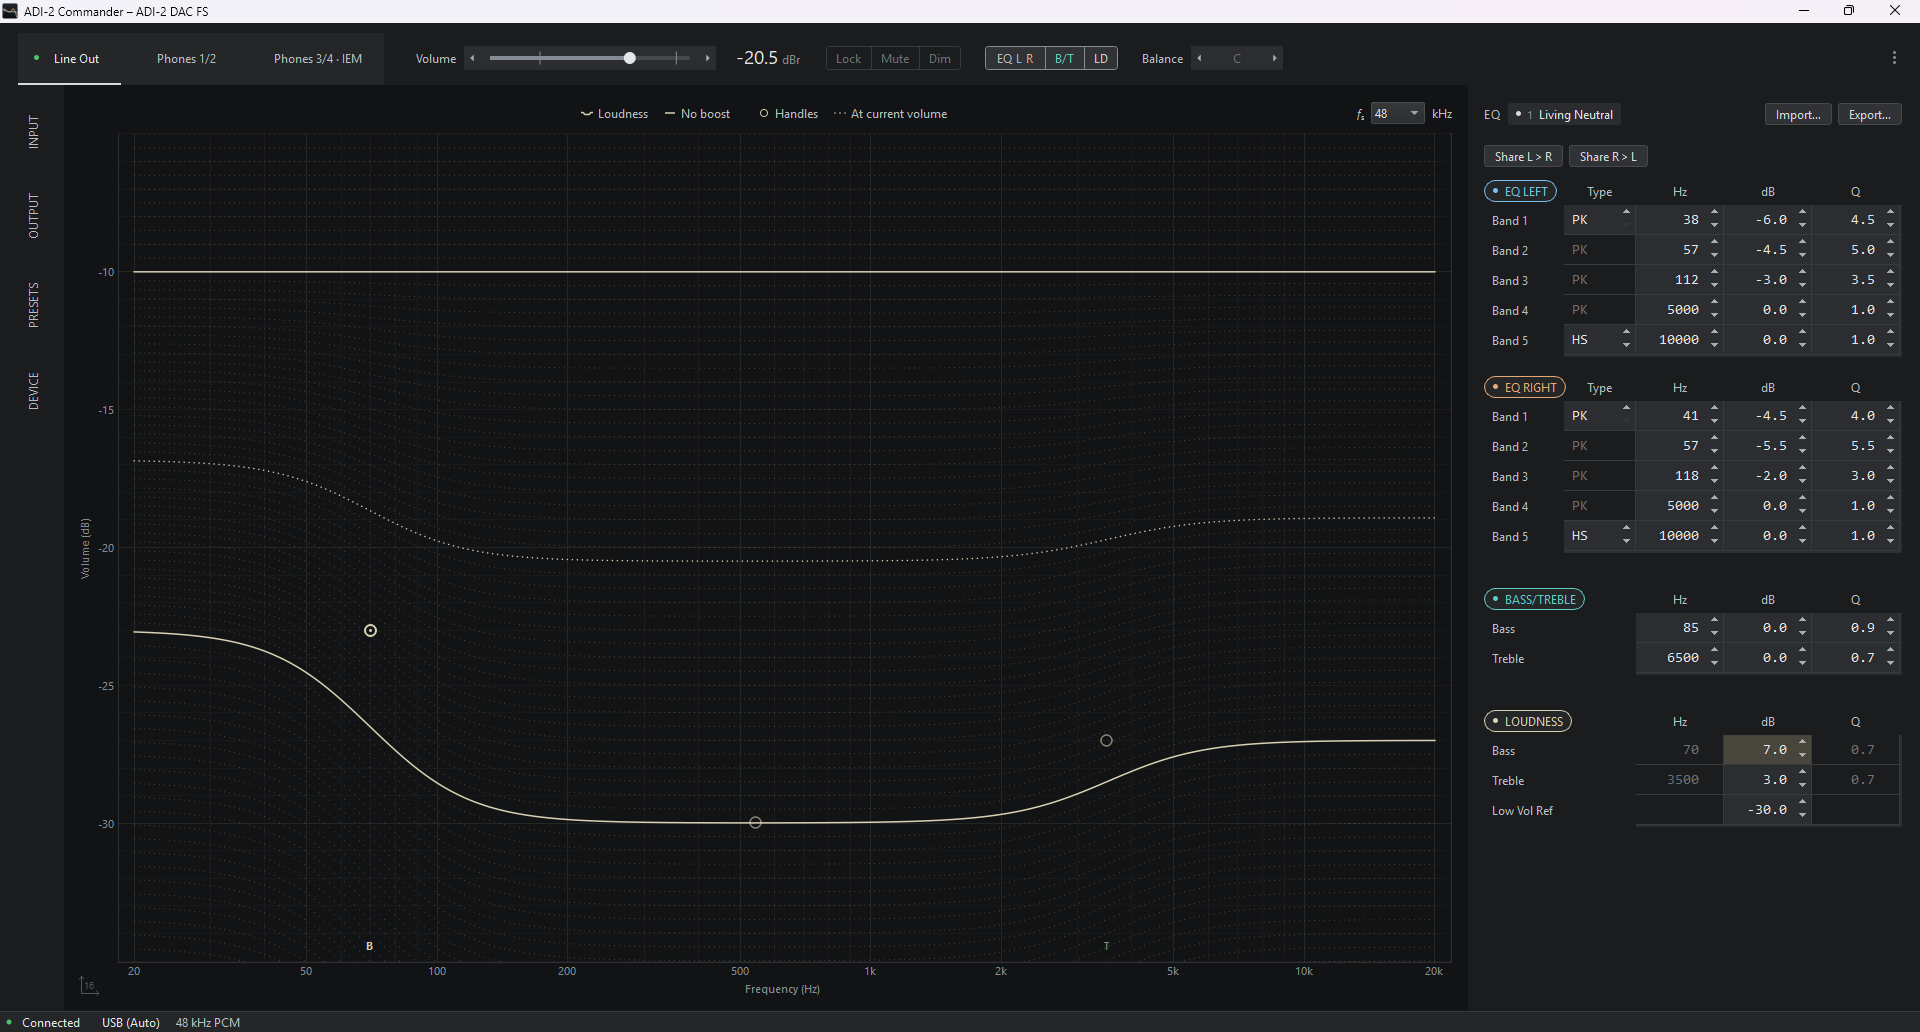 ADI-2 Commander – ADI-2 DAC FS
Line Out
Phones 1/2
Phones 3/4 · IEM
Volume
-20.5 dBr
Lock Mute Dim
EQ L R B/T LD
Balance C
INPUT
OUTPUT
PRESETS
DEVICE
Loudness No boost Handles At current volume
fs 48 kHz
-10
-15
-20
-25
-30
Volume (dB)
B
T
20 50 100 200 500 1k 2k 5k 10k 20k
Frequency (Hz)
16
EQ 1 Living Neutral Import... Export...
Share L > R Share R > L
EQ LEFT Type Hz dB Q
Band 1 PK 38 -6.0 4.5
Band 2 PK 57 -4.5 5.0
Band 3 PK 112 -3.0 3.5
Band 4 PK 5000 0.0 1.0
Band 5 HS 10000 0.0 1.0
EQ RIGHT Type Hz dB Q
Band 1 PK 41 -4.5 4.0
Band 2 PK 57 -5.5 5.5
Band 3 PK 118 -2.0 3.0
Band 4 PK 5000 0.0 1.0
Band 5 HS 10000 0.0 1.0
BASS/TREBLE Hz dB Q
Bass 85 0.0 0.9
Treble 6500 0.0 0.7
LOUDNESS Hz dB Q
Bass 70 7.0 0.7
Treble 3500 3.0 0.7
Low Vol Ref -30.0
Connected USB (Auto) 48 kHz PCM